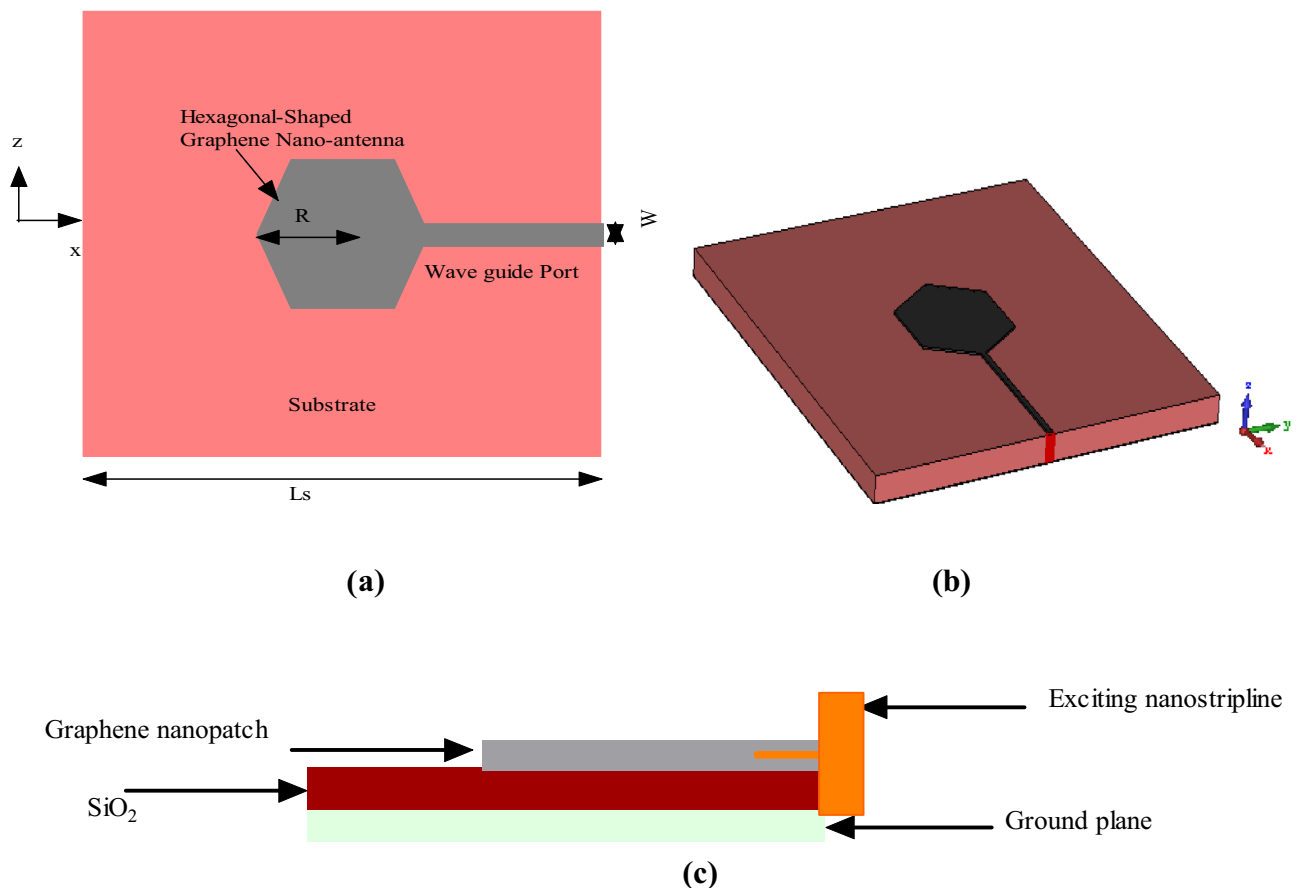 Hexagonal-Shaped
Graphene Nano-antenna
z
R
W
x
Wave guide Port
Substrate
Ls
z
y
x
(a)
(b)
Exciting nanostripline
Graphene nanopatch
SiO₂
Ground plane
(c)